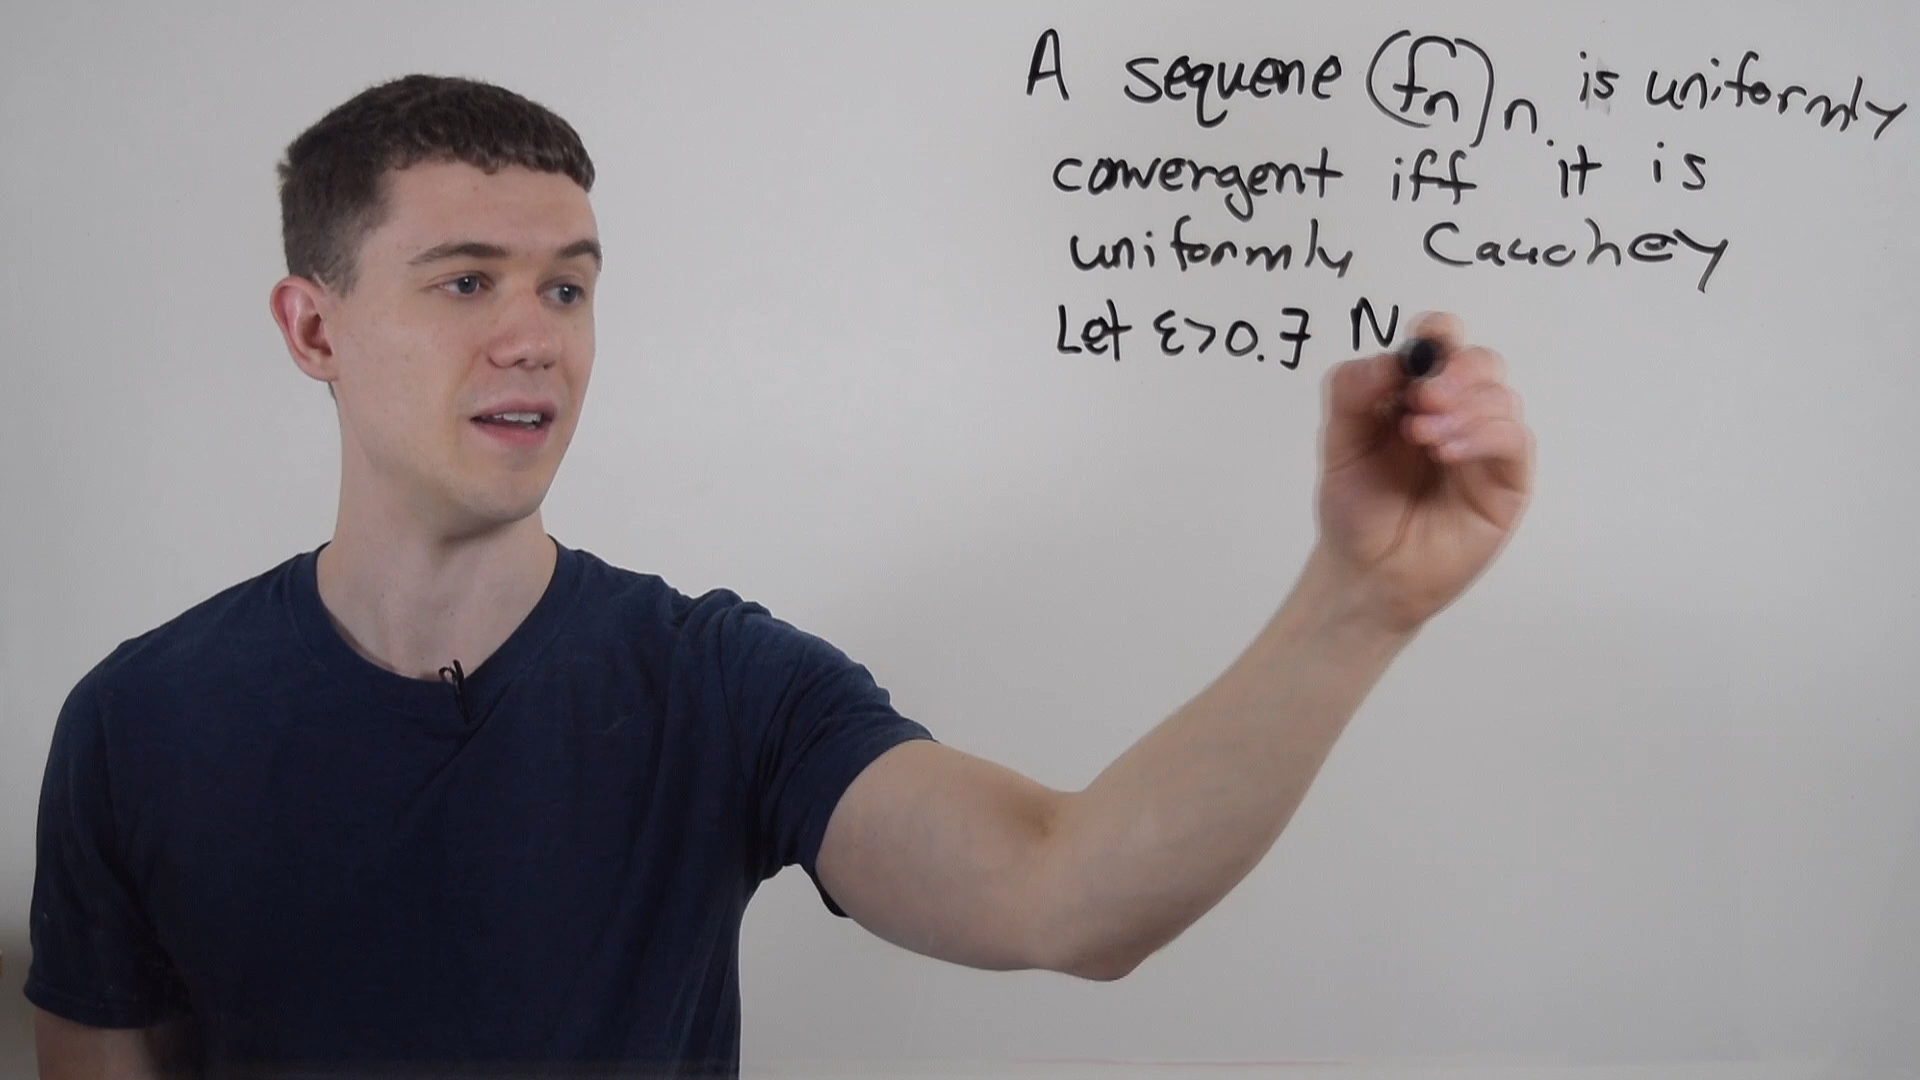 A sequene (fn)n is uniformly
convergent iff it is
uniformly Cauchey
Let ε>0. ∃ N